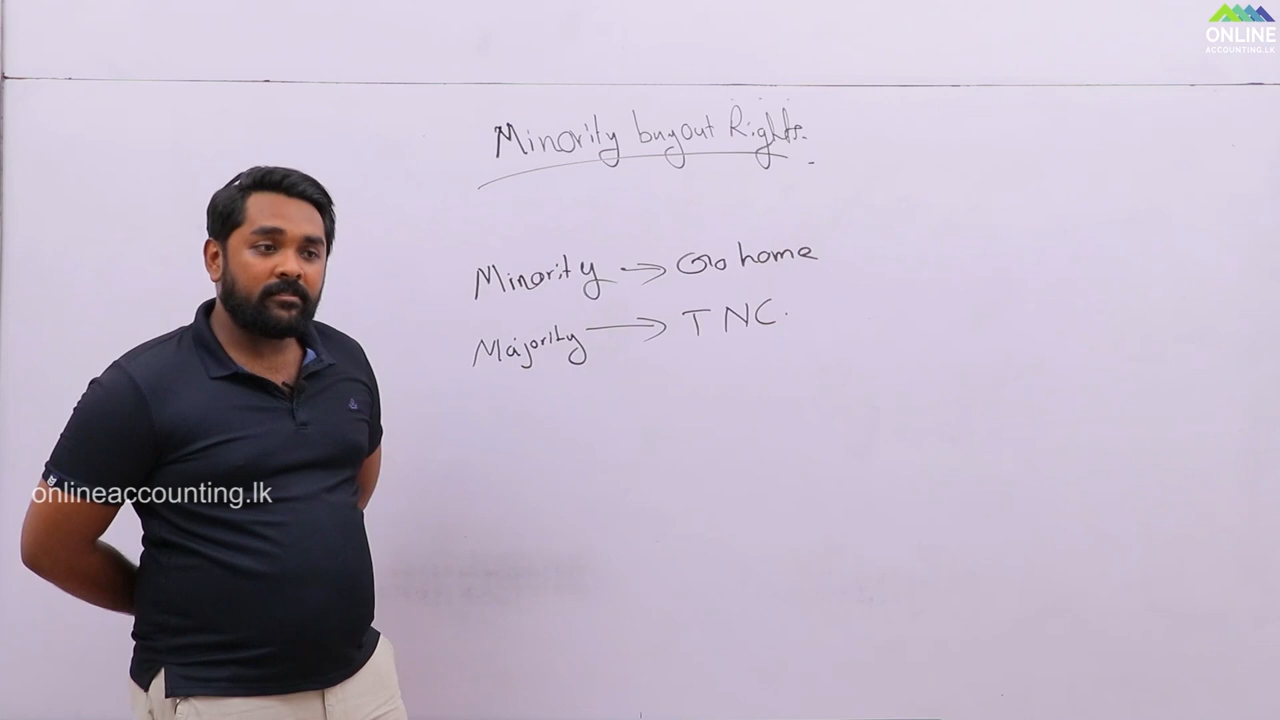 ONLINE
ACCOUNTING.LK
Minority buyout Rights.
Minority → Go home
Majority → TNC.
onlineaccounting.lk